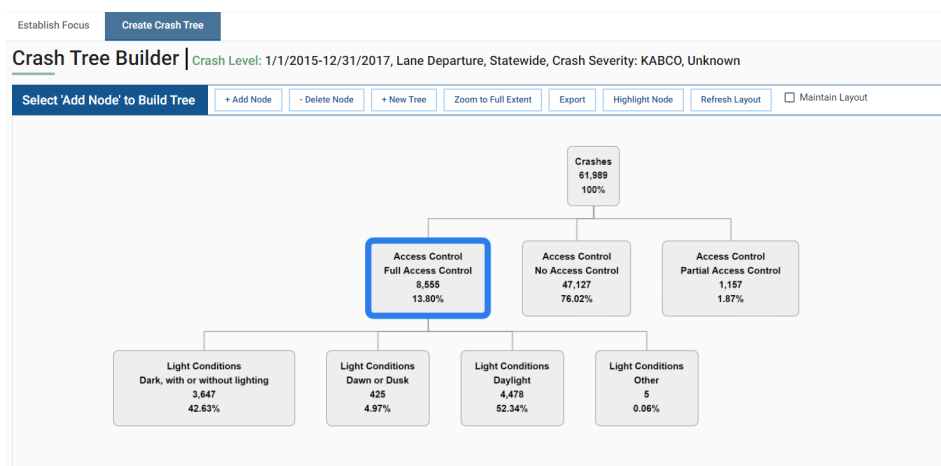 Establish Focus
Create Crash Tree
Crash Tree Builder | Crash Level: 1/1/2015-12/31/2017, Lane Departure, Statewide, Crash Severity: KABCO, Unknown
Select 'Add Node' to Build Tree
+ Add Node
- Delete Node
+ New Tree
Zoom to Full Extent
Export
Highlight Node
Refresh Layout
Maintain Layout
Crashes
61,989
100%
Access Control
Full Access Control
8,555
13.80%
Access Control
No Access Control
47,127
76.02%
Access Control
Partial Access Control
1,157
1.87%
Light Conditions
Dark, with or without lighting
3,647
42.63%
Light Conditions
Dawn or Dusk
425
4.97%
Light Conditions
Daylight
4,478
52.34%
Light Conditions
Other
5
0.06%